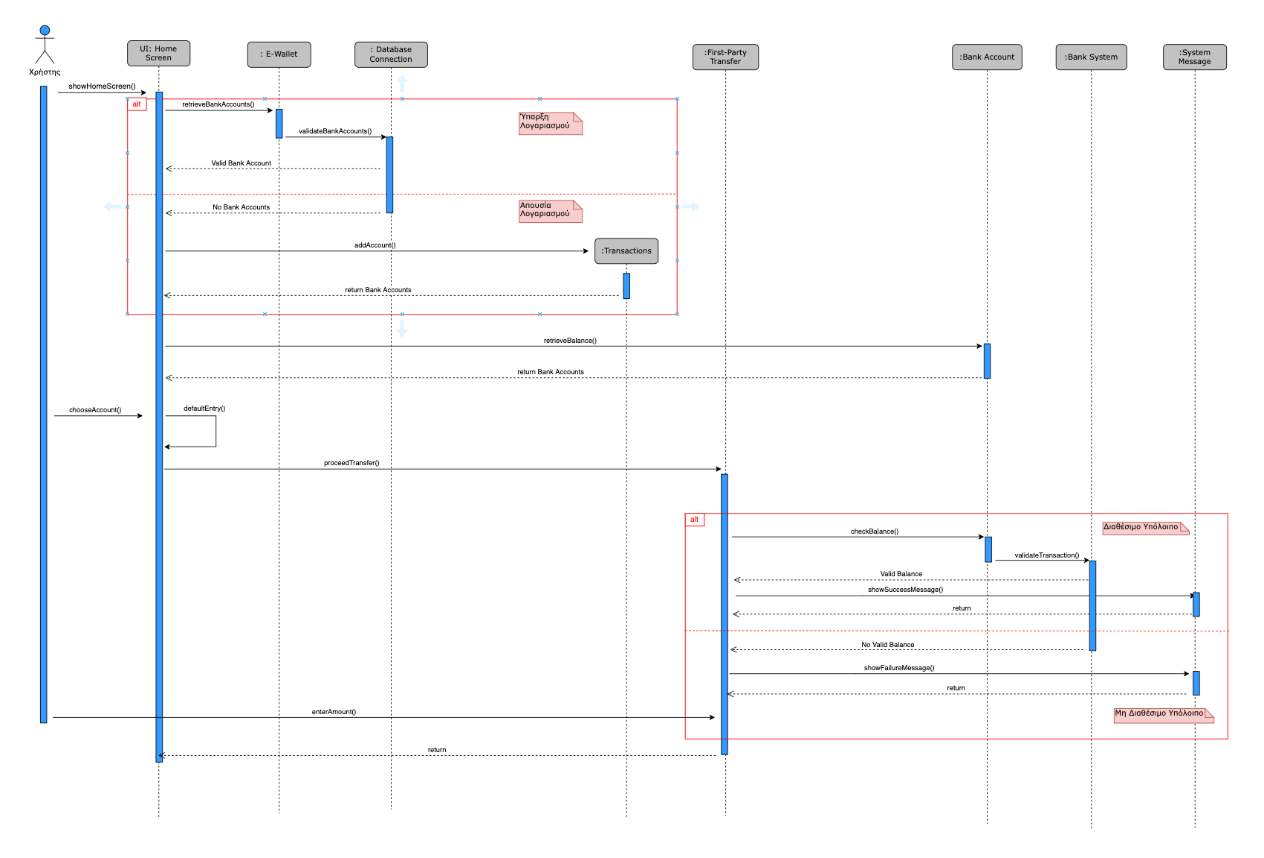 Χρήστης
UI: Home
Screen
: E-Wallet
: Database
Connection
:First-Party
Transfer
:Bank Account
:Bank System
:System
Message
showHomeScreen()
alt
retrieveBankAccounts()
Ύπαρξη
Λογαριασμού
validateBankAccounts()
Valid Bank Account
No Bank Accounts
Απουσία
Λογαριασμού
addAccount()
:Transactions
return Bank Accounts
retrieveBalance()
return Bank Accounts
chooseAccount()
defaultEntry()
proceedTransfer()
alt
checkBalance()
Διαθέσιμο Υπόλοιπο
validateTransaction()
Valid Balance
showSuccessMessage()
return
No Valid Balance
showFailureMessage()
return
enterAmount()
Μη Διαθέσιμο Υπόλοιπο
return